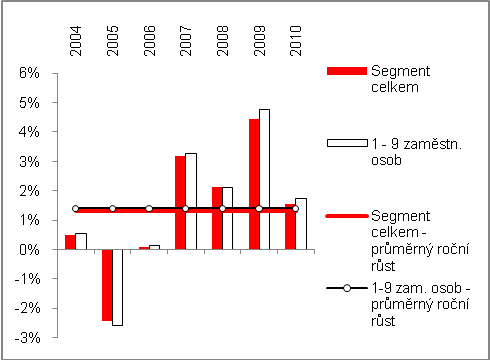 2004 2005 2006 2007 2008 2009 2010
6%
5%
4%
3%
2%
1%
0%
-1%
-2%
-3%
Segment
celkem
1 - 9 zaměstn.
osob
Segment
celkem -
průměrný roční
růst
1-9 zam. osob -
průměrný roční
růst